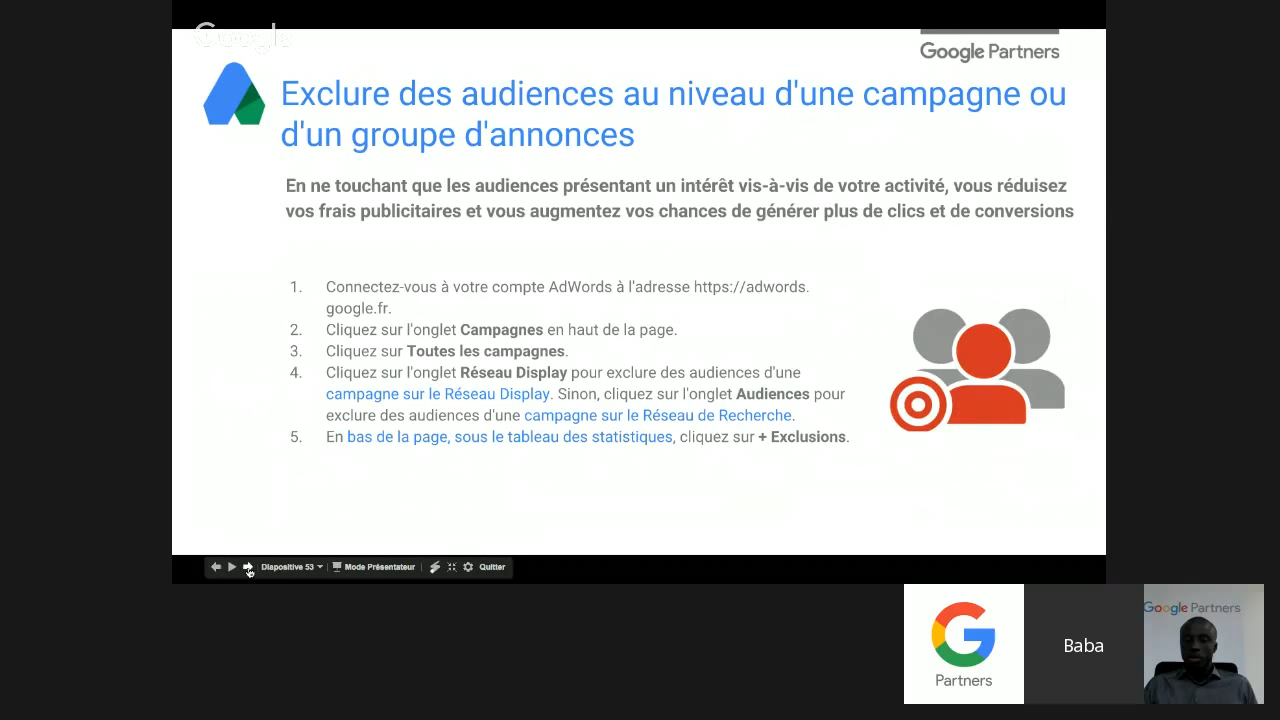 Google
Google Partners
Exclure des audiences au niveau d'une campagne ou
d'un groupe d'annonces
En ne touchant que les audiences présentant un intérêt vis-à-vis de votre activité, vous réduisez
vos frais publicitaires et vous augmentez vos chances de générer plus de clics et de conversions
1. Connectez-vous à votre compte AdWords à l'adresse https://adwords.
google.fr.
2. Cliquez sur l'onglet Campagnes en haut de la page.
3. Cliquez sur Toutes les campagnes.
4. Cliquez sur l'onglet Réseau Display pour exclure des audiences d'une
campagne sur le Réseau Display. Sinon, cliquez sur l'onglet Audiences pour
exclure des audiences d'une campagne sur le Réseau de Recherche.
5. En bas de la page, sous le tableau des statistiques, cliquez sur + Exclusions.
Diapositive 53 Mode Présentateur Quitter
G
Partners
Baba
Google Partners